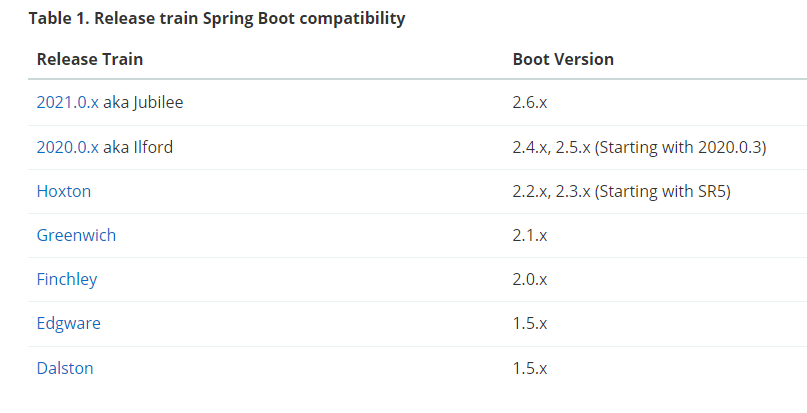 Table 1. Release train Spring Boot compatibility
Release Train Boot Version
2021.0.x aka Jubilee 2.6.x
2020.0.x aka Ilford 2.4.x, 2.5.x (Starting with 2020.0.3)
Hoxton 2.2.x, 2.3.x (Starting with SR5)
Greenwich 2.1.x
Finchley 2.0.x
Edgware 1.5.x
Dalston 1.5.x